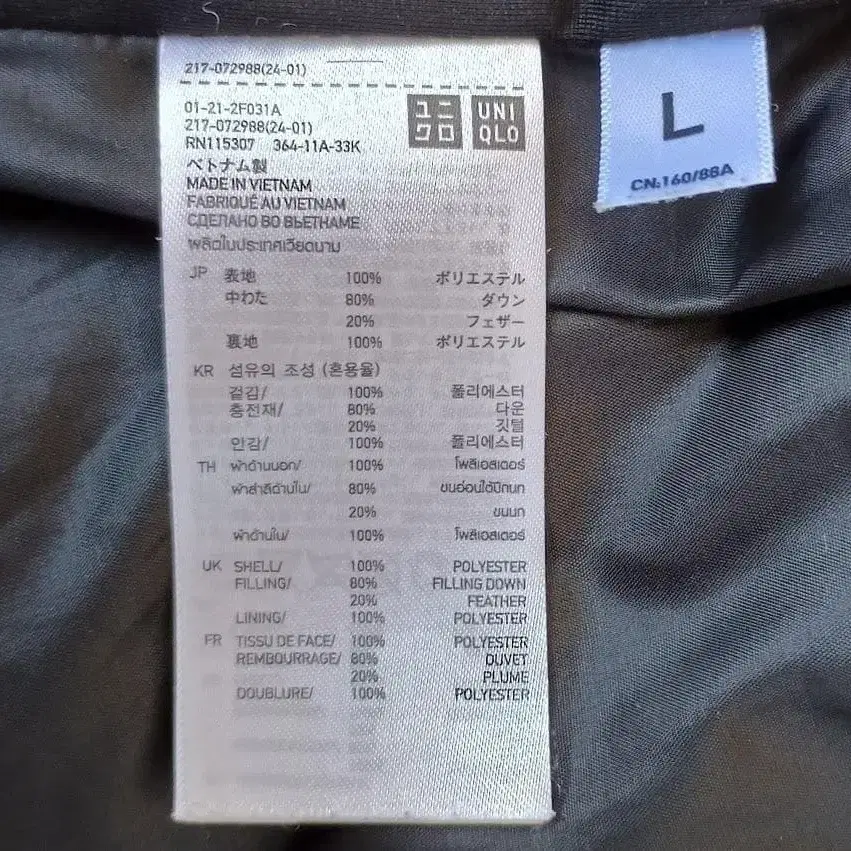 217-072988(24-01)
01-21-2F031A
217-072988(24-01)
RN115307 364-11A-33K
ユニ
クロ
UNI
QLO
ベトナム製
MADE IN VIETNAM
FABRIQUÉ AU VIETNAM
СДЕЛАНО ВО ВЬЕТНАМЕ
ผลิตในประเทศเวียดนาม
JP 表地 100% ポリエステル
中わた 80% ダウン
20% フェザー
裏地 100% ポリエステル
KR 섬유의 조성 (혼용율)
겉감/ 100% 폴리에스터
충전재/ 80% 다운
20% 깃털
안감/ 100% 폴리에스터
TH ผ้าด้านนอก/ 100% โพลีเอสเตอร์
ผ้าสำลีด้านใน/ 80% ขนอ่อนใต้ปีกนก
20% ขนนก
ผ้าด้านใน/ 100% โพลีเอสเตอร์
UK SHELL/ 100% POLYESTER
FILLING/ 80% FILLING DOWN
20% FEATHER
LINING/ 100% POLYESTER
FR TISSU DE FACE/ 100% POLYESTER
REMBOURRAGE/ 80% DUVET
20% PLUME
DOUBLURE/ 100% POLYESTER
L
CN.160/88A